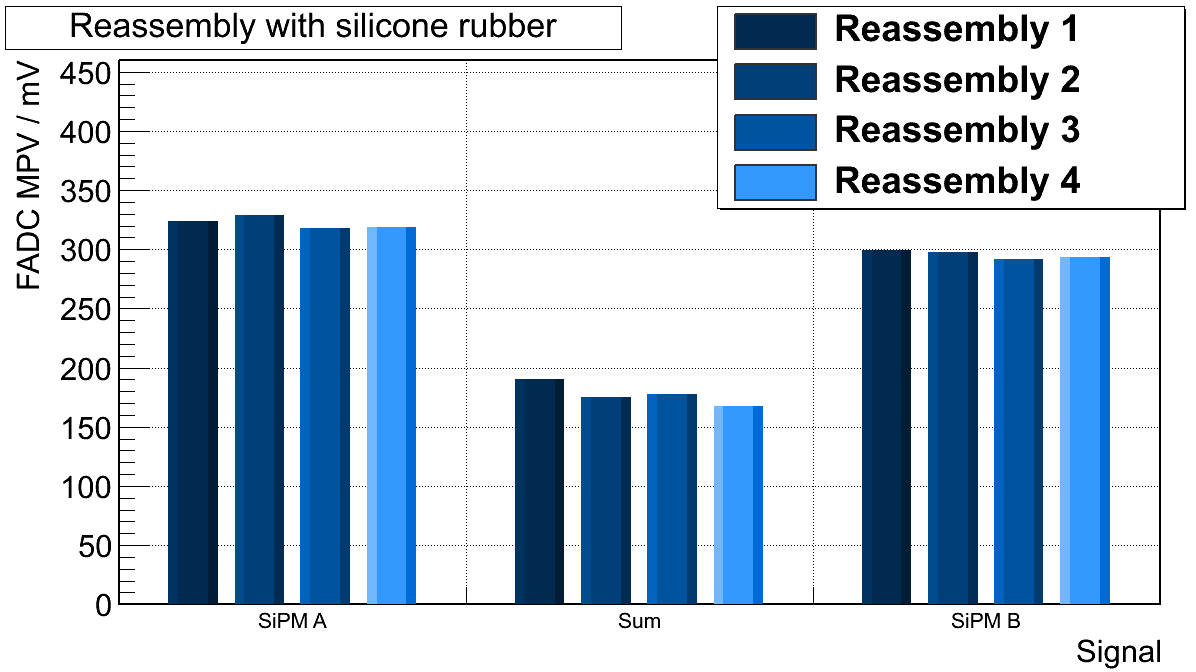 Reassembly with silicone rubber
Reassembly 1
Reassembly 2
Reassembly 3
Reassembly 4
FADC MPV / mV
450
400
350
300
250
200
150
100
50
0
SiPM A
Sum
SiPM B
Signal